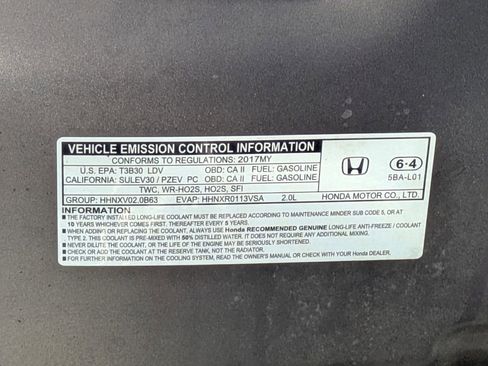 VEHICLE EMISSION CONTROL INFORMATION
CONFORMS TO REGULATIONS: 2017MY
U.S. EPA: T3B30 LDV OBD: CA II FUEL: GASOLINE
CALIFORNIA: SULEV30 / PZEV PC OBD: CA II FUEL: GASOLINE
TWC, WR-HO2S, HO2S, SFI
6-4
5BA-L01
GROUP: HHNXV02.0B63 EVAP: HHNXR0113VSA 2.0L HONDA MOTOR CO., LTD.
INFORMATION
■ THE FACTORY INSTALLED LONG-LIFE COOLANT MUST REPLACED ACCORDING TO MAINTENANCE MINDER SUB CODE 5, OR AT
10 YEARS WHICHEVER COMES FIRST. THEREAFTER REPLACE EVERY 5 YEARS.
■ WHEN ADDING OR REPLACING THE COOLANT, ALWAYS USE Honda RECOMMENDED GENUINE LONG-LIFE ANTI-FREEZE / COOLANT
TYPE 2. THIS COOLANT IS PRE-MIXED WITH 50% DISTILLED WATER AND DOES NOT REQUIRE ANY ADDITIONAL MIXING.
■ NEVER DILUTE THE COOLANT, OR THE LIFE OF THE ENGINE MAY BE SERIOUSLY REDUCED.
■ CHECK OR ADD THE COOLANT AT THE RESERVE TANK, NOT THE RADIATOR.
■ FOR FURTHER INFORMATION ON THE COOLING SYSTEM, READ THE OWNER'S MANUAL OR CHECK WITH YOUR Honda DEALER.